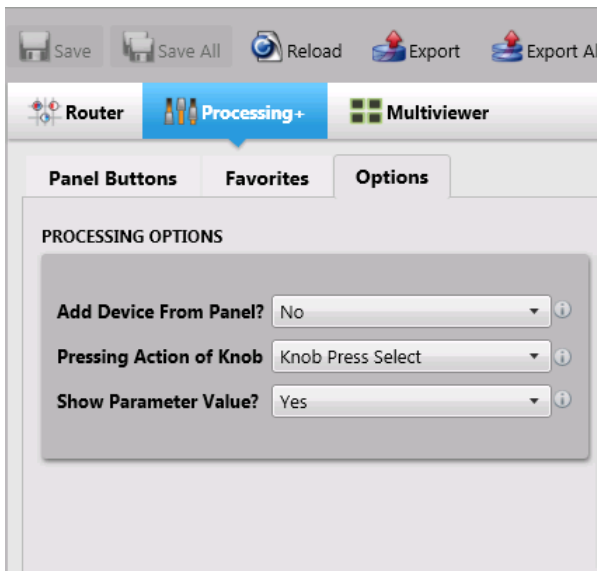 Save Save All Reload Export Export Al
Router Processing+ Multiviewer
Panel Buttons Favorites Options
PROCESSING OPTIONS
Add Device From Panel? No
Pressing Action of Knob Knob Press Select
Show Parameter Value? Yes